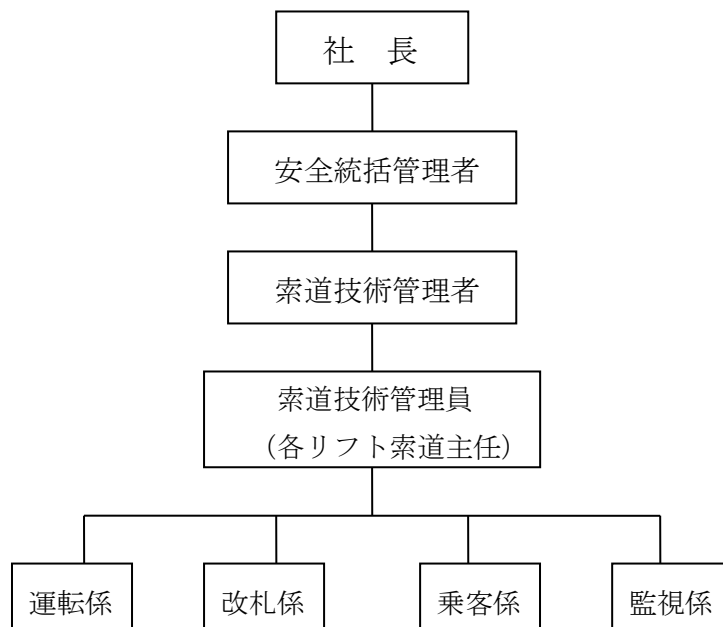 社　長
安全統括管理者
索道技術管理者
索道技術管理員
（各リフト索道主任）
運転係
改札係
乗客係
監視係